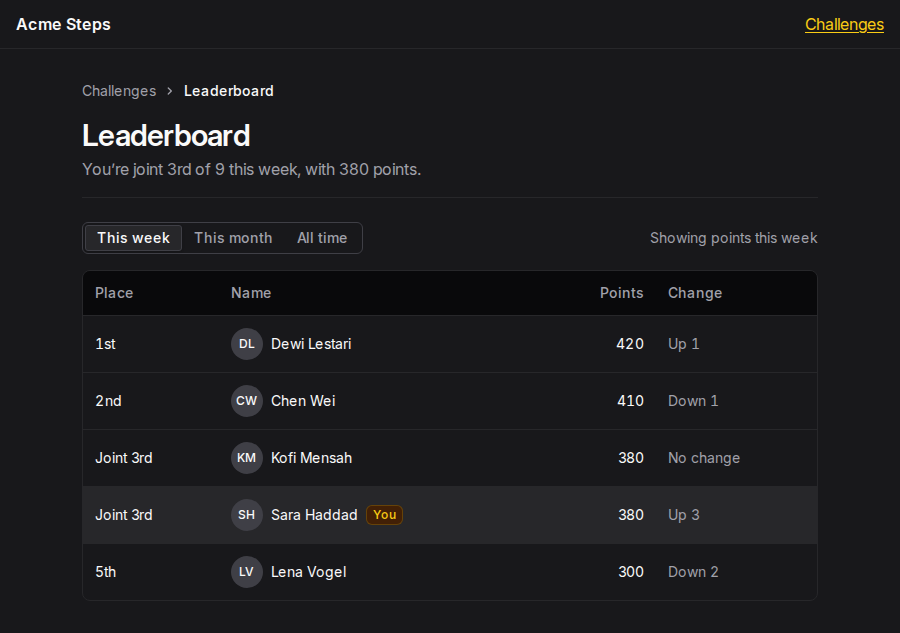 Acme Steps Challenges
Challenges › Leaderboard
Leaderboard
You’re joint 3rd of 9 this week, with 380 points.
This week This month All time Showing points this week
Place Name Points Change
1st DL Dewi Lestari 420 Up 1
2nd CW Chen Wei 410 Down 1
Joint 3rd KM Kofi Mensah 380 No change
Joint 3rd SH Sara Haddad You 380 Up 3
5th LV Lena Vogel 300 Down 2